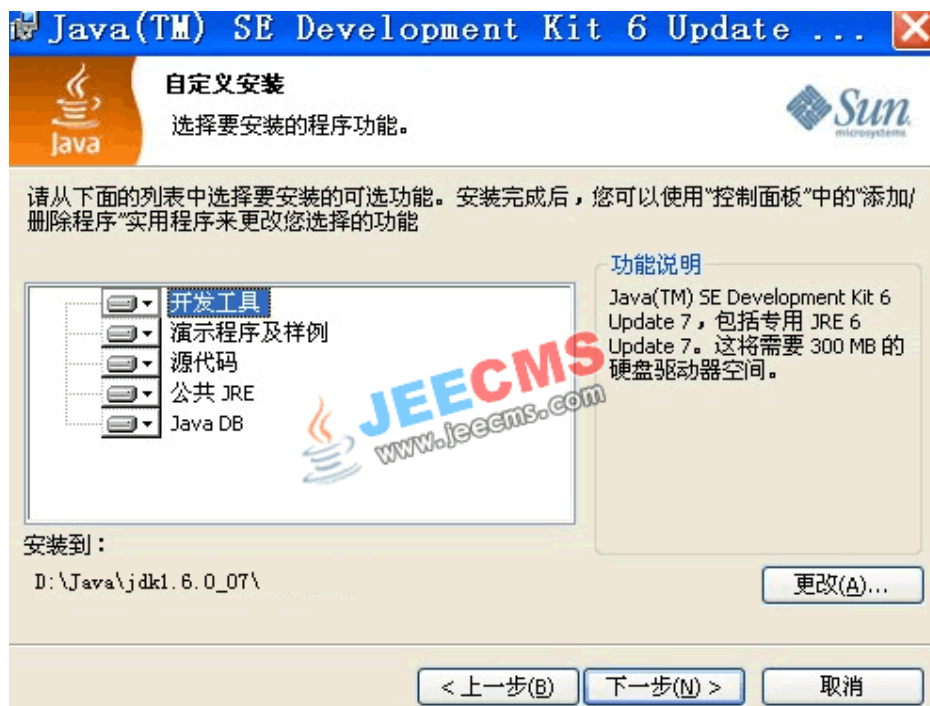 Java(TM) SE Development Kit 6 Update ...
Java
自定义安装
选择要安装的程序功能。
Sun
microsystems
请从下面的列表中选择要安装的可选功能。安装完成后，您可以使用“控制面板”中的“添加/
删除程序”实用程序来更改您选择的功能
开发工具
演示程序及样例
源代码
公共 JRE
Java DB
功能说明
Java(TM) SE Development Kit 6
Update 7，包括专用 JRE 6
Update 7。这将需要 300 MB 的
硬盘驱动器空间。
JEECMS
www.jeecms.com
安装到：
D:\Java\jdk1.6.0_07\
更改(A)...
<上一步(B)
下一步(N) >
取消